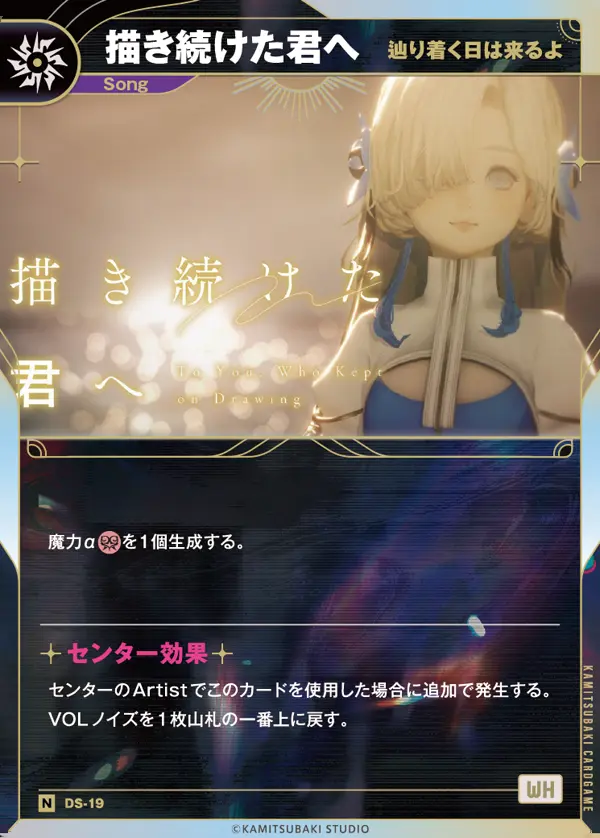 描き続けた君へ 辿り着く日は来るよ
Song
描き続けた
君へ
To You, Who Kept
on Drawing
魔力αを1個生成する。
センター効果
センターのArtistでこのカードを使用した場合に追加で発生する。
VOLノイズを1枚山札の一番上に戻す。
KAMITSUBAKI CARDGAME
WH
N DS-19
©KAMITSUBAKI STUDIO